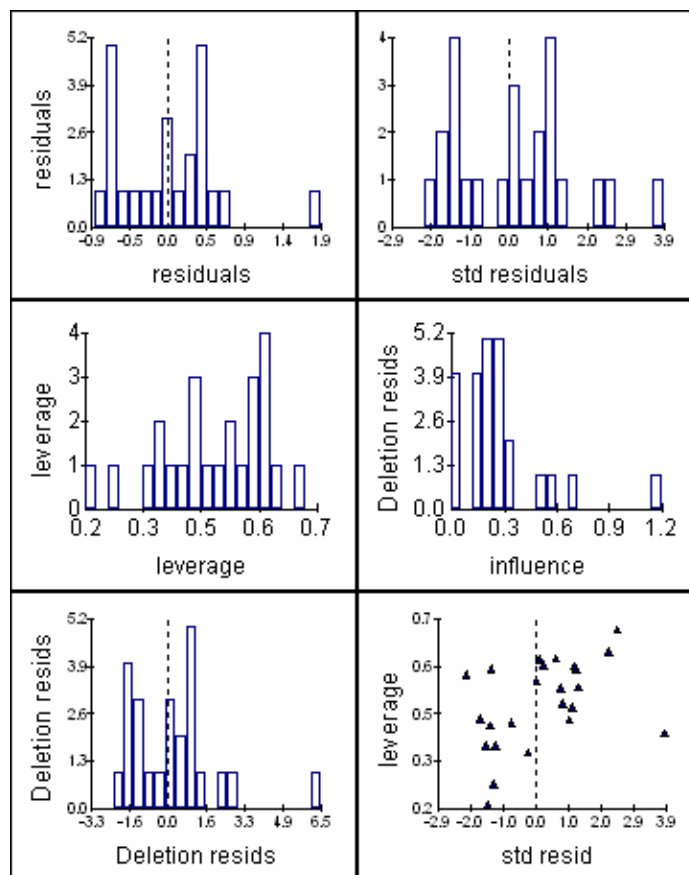 5.2
3.9
2.6
1.3
0.0
residuals
-0.9 -0.5 0.0 0.5 0.9 1.4 1.9
residuals
4
3
2
1
0
-2.9 -2.0 -1.0 0.0 1.0 2.0 2.9 3.9
std residuals
4
3
2
1
0
leverage
0.2 0.3 0.5 0.6 0.7
leverage
5.2
3.9
2.6
1.3
0.0
Deletion resids
0.0 0.3 0.6 0.9 1.2
influence
5.2
3.9
2.6
1.3
0.0
Deletion resids
-3.3 -1.6 0.0 1.6 3.3 4.9 6.5
Deletion resids
0.7
0.6
0.5
0.3
0.2
leverage
-2.9 -2.0 -1.0 0.0 1.0 2.0 2.9 3.9
std resid